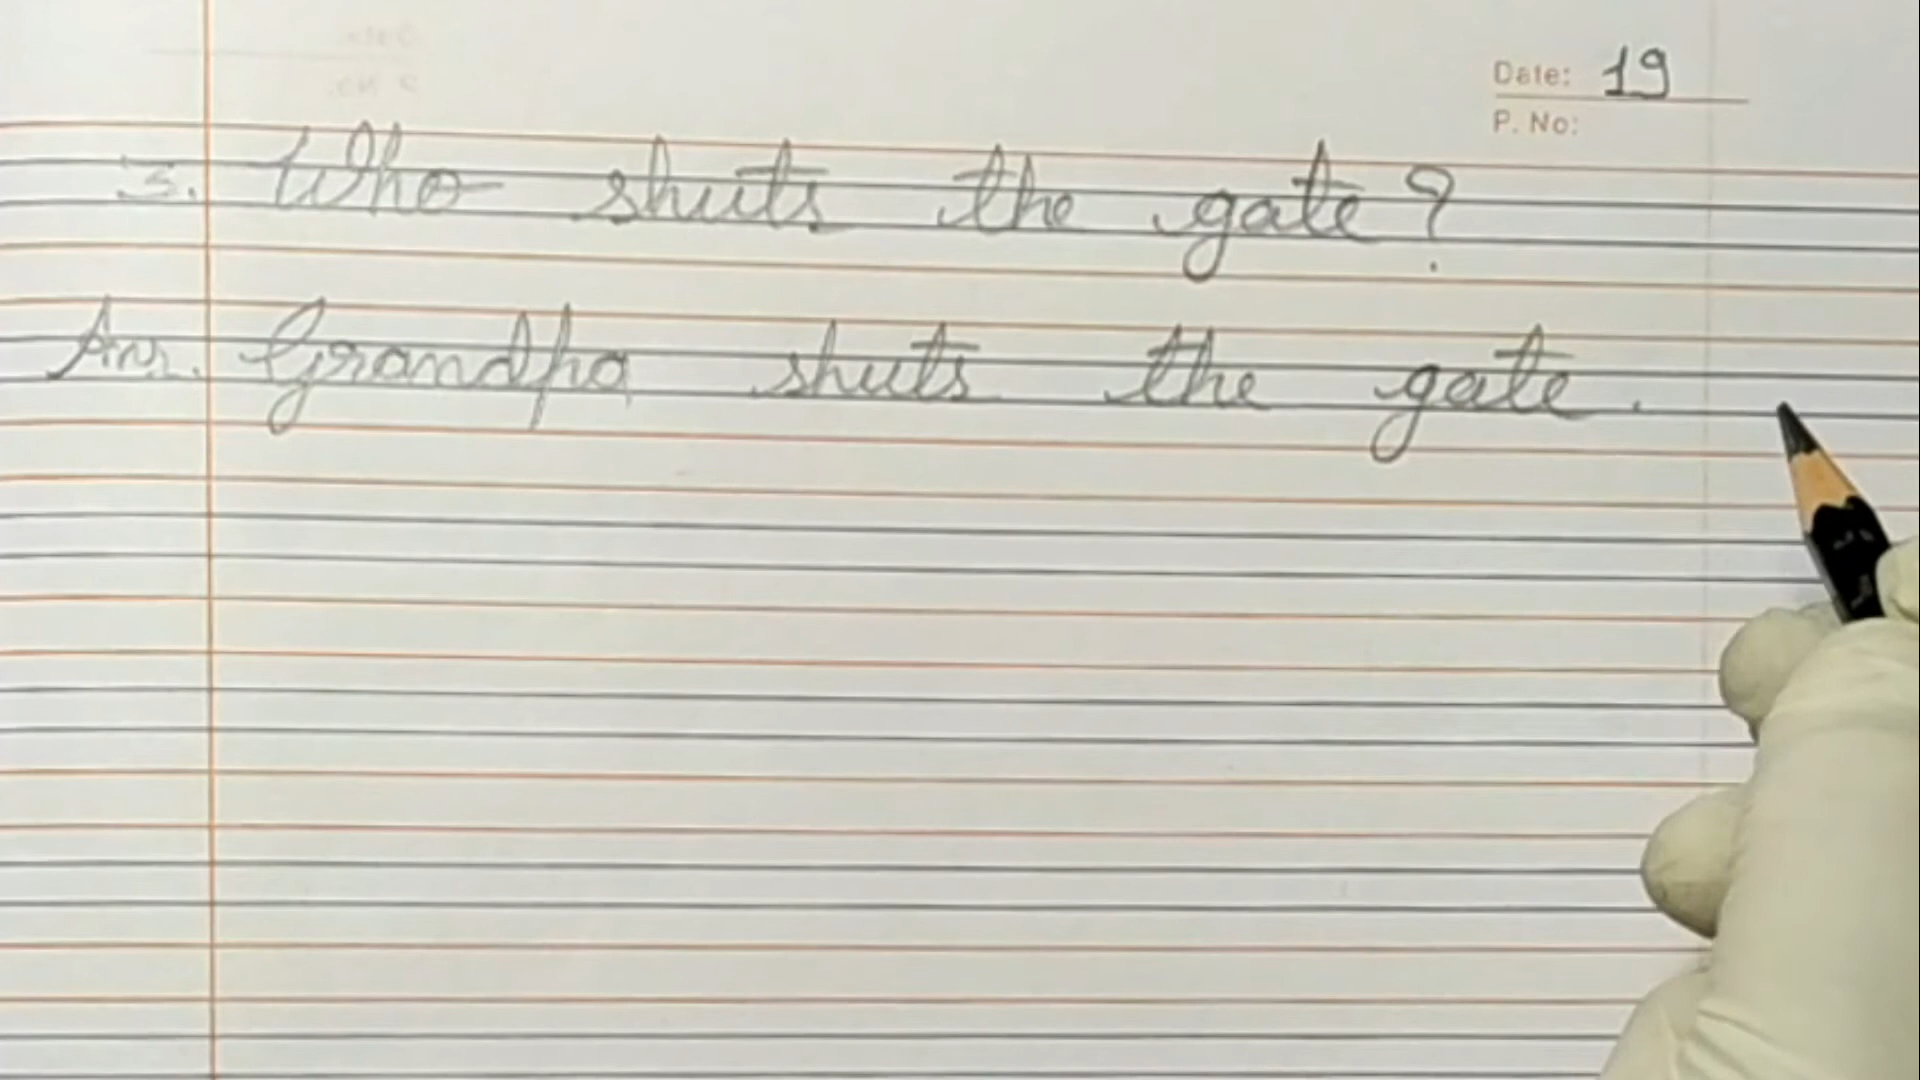 Date: 19
P. No:
3. Who shuts the gate?
Ans. Grandpa shuts the gate.